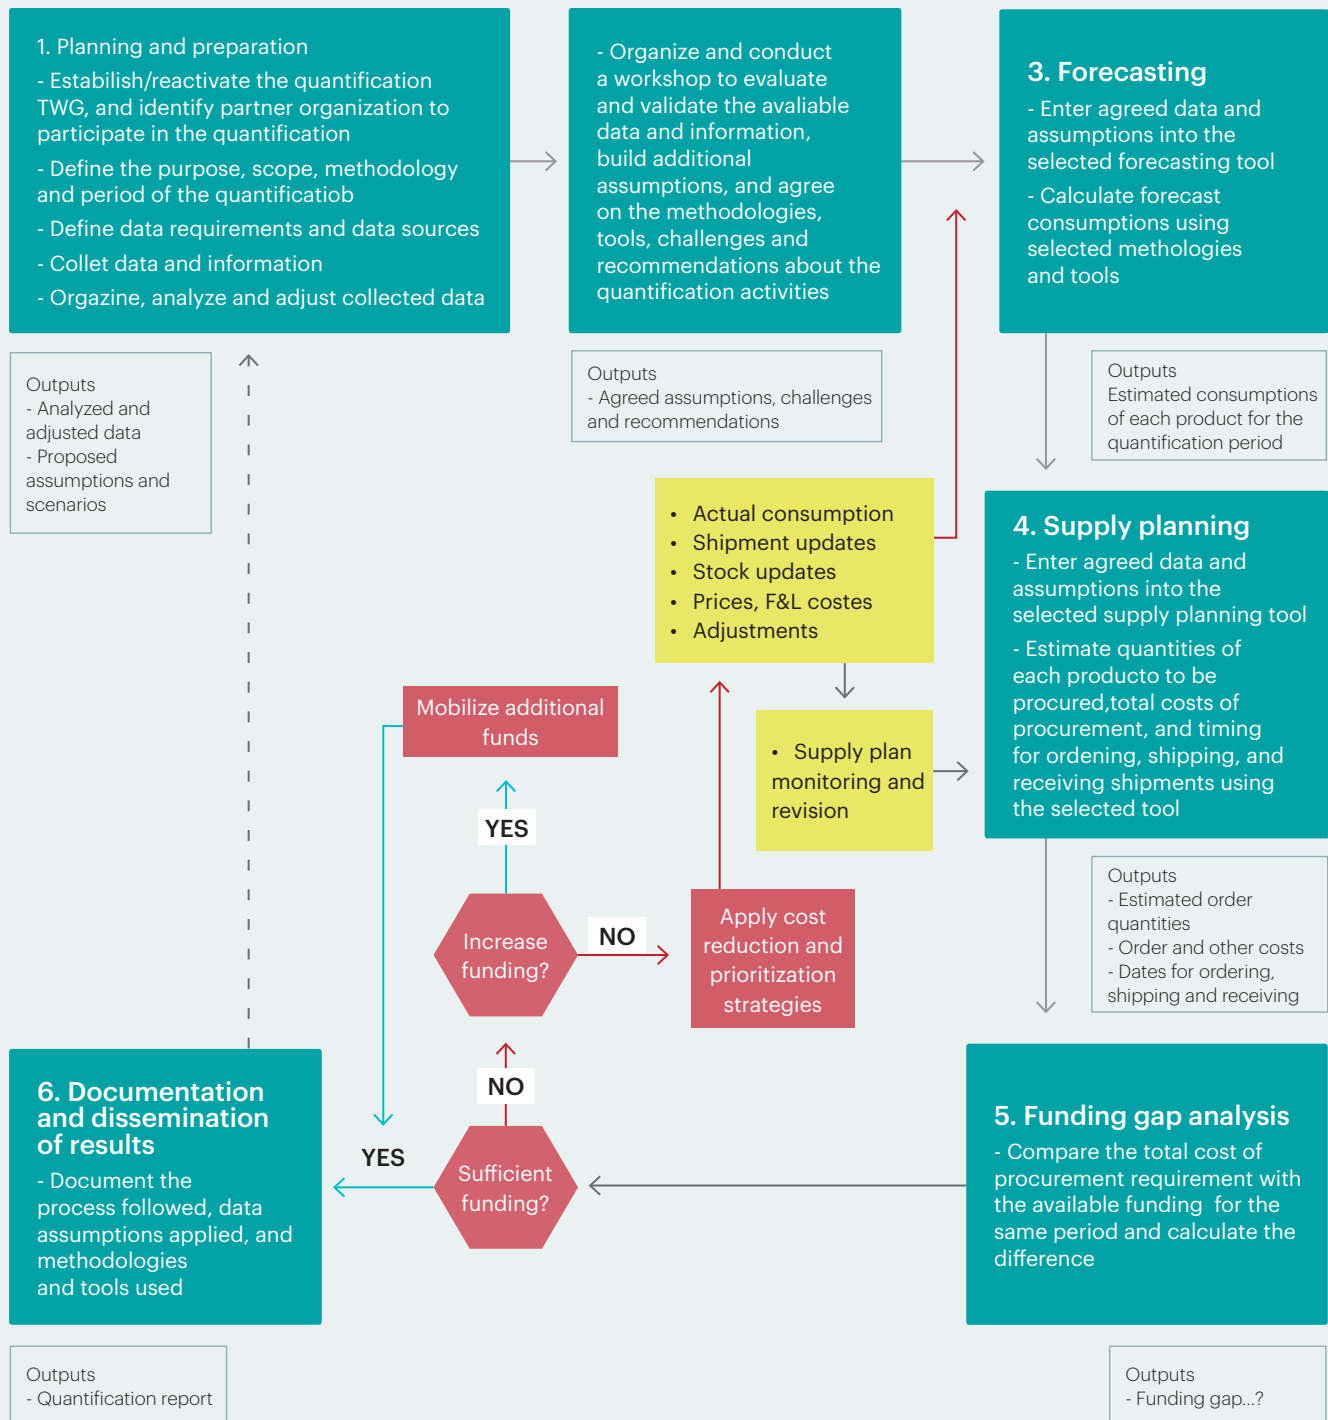 1. Planning and preparation
- Estabilish/reactivate the quantification
TWG, and identify partner organization to
participate in the quantification
- Define the purpose, scope, methodology
and period of the quantificatiob
- Define data requirements and data sources
- Collet data and information
- Orgazine, analyze and adjust collected data
- Organize and conduct
a workshop to evaluate
and validate the avaliable
data and information,
build additional
assumptions, and agree
on the methodologies,
tools, challenges and
recommendations about the
quantification activities
3. Forecasting
- Enter agreed data and
assumptions into the
selected forecasting tool
- Calculate forecast
consumptions using
selected methologies
and tools
Outputs
- Analyzed and
adjusted data
- Proposed
assumptions and
scenarios
Outputs
- Agreed assumptions, challenges
and recommendations
Outputs
Estimated consumptions
of each product for the
quantification period
• Actual consumption
• Shipment updates
• Stock updates
• Prices, F&L costes
• Adjustments
4. Supply planning
- Enter agreed data and
assumptions into the
selected supply planning tool
- Estimate quantities of
each producto to be
procured,total costs of
procurement, and timing
for ordering, shipping, and
receiving shipments using
the selected tool
Mobilize additional
funds
• Supply plan
monitoring and
revision
YES
Increase
funding?
NO
Apply cost
reduction and
prioritization
strategies
Outputs
- Estimated order
quantities
- Order and other costs
- Dates for ordering,
shipping and receiving
6. Documentation
and dissemination
of results
- Document the
process followed, data
assumptions applied, and
methodologies
and tools used
NO
YES
Sufficient
funding?
5. Funding gap analysis
- Compare the total cost of
procurement requirement with
the available funding for the
same period and calculate the
difference
Outputs
- Quantification report
Outputs
- Funding gap...?